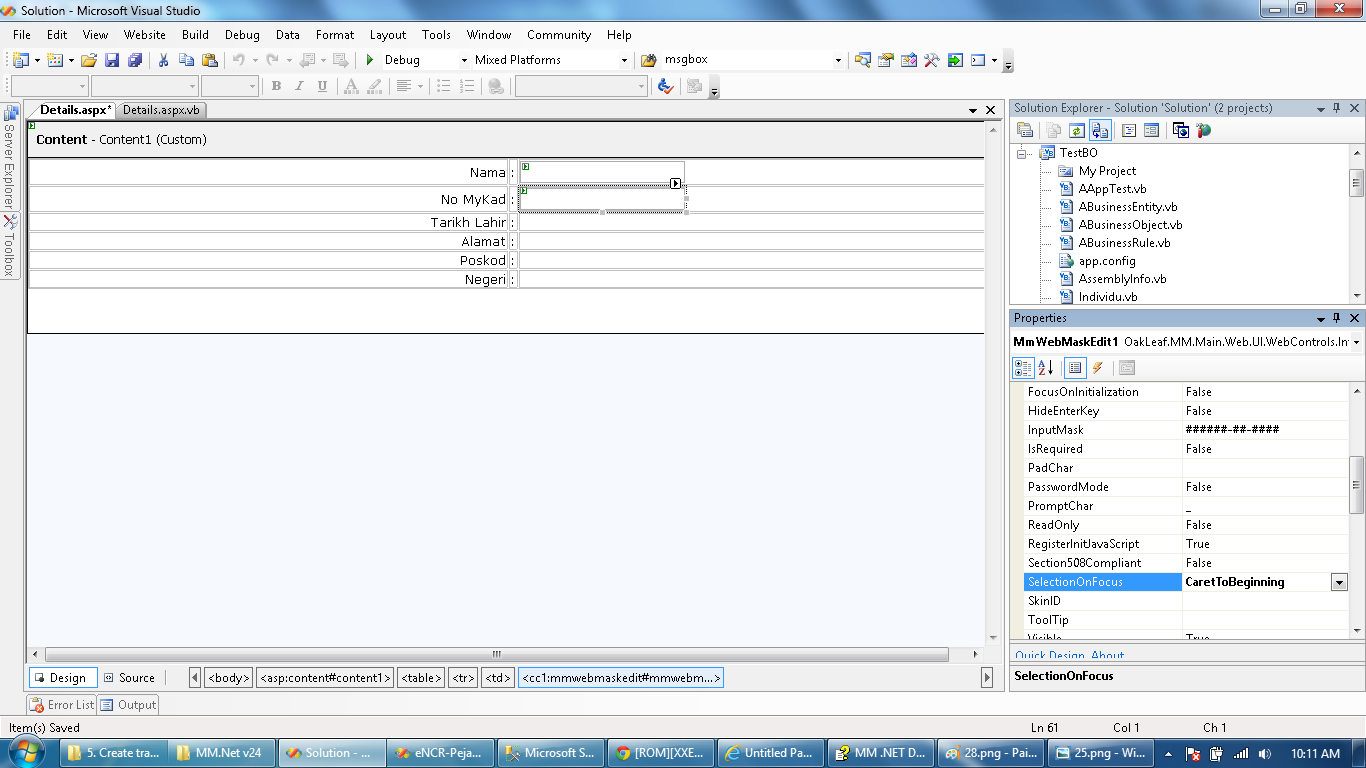 Solution - Microsoft Visual Studio
File Edit View Website Build Debug Data Format Layout Tools Window Community Help
Debug Mixed Platforms msgbox
B I U A
Details.aspx* Details.aspx.vb
Server Explorer
Toolbox
Content - Content1 (Custom)
Nama :
No MyKad :
Tarikh Lahir :
Alamat :
Poskod :
Negeri :
Design Source <body> <asp:content#content1> <table> <tr> <td> <cc1:mmwebmaskedit#mmwebm...>
Error List Output
Solution Explorer - Solution 'Solution' (2 projects)
TestBO
My Project
AAppTest.vb
ABusinessEntity.vb
ABusinessObject.vb
ABusinessRule.vb
app.config
AssemblyInfo.vb
Individu.vb
Properties
MmWebMaskEdit1 OakLeaf.MM.Main.Web.UI.WebControls.In
FocusOnInitialization False
HideEnterKey False
InputMask ######-##-####
IsRequired False
PadChar
PasswordMode False
PromptChar _
ReadOnly False
RegisterInitJavaScript True
Section508Compliant False
SelectionOnFocus CaretToBeginning
SkinID
ToolTip
Visible True
Quick Design, About
SelectionOnFocus
Item(s) Saved Ln 61 Col 1 Ch 1
5. Create tra... MM.Net v24 Solution - ... eNCR-Peja... Microsoft S... [ROM][XXE... Untitled Pa... MM .NET D... 28.png - Pai... 25.png - Wi... 10:11 AM